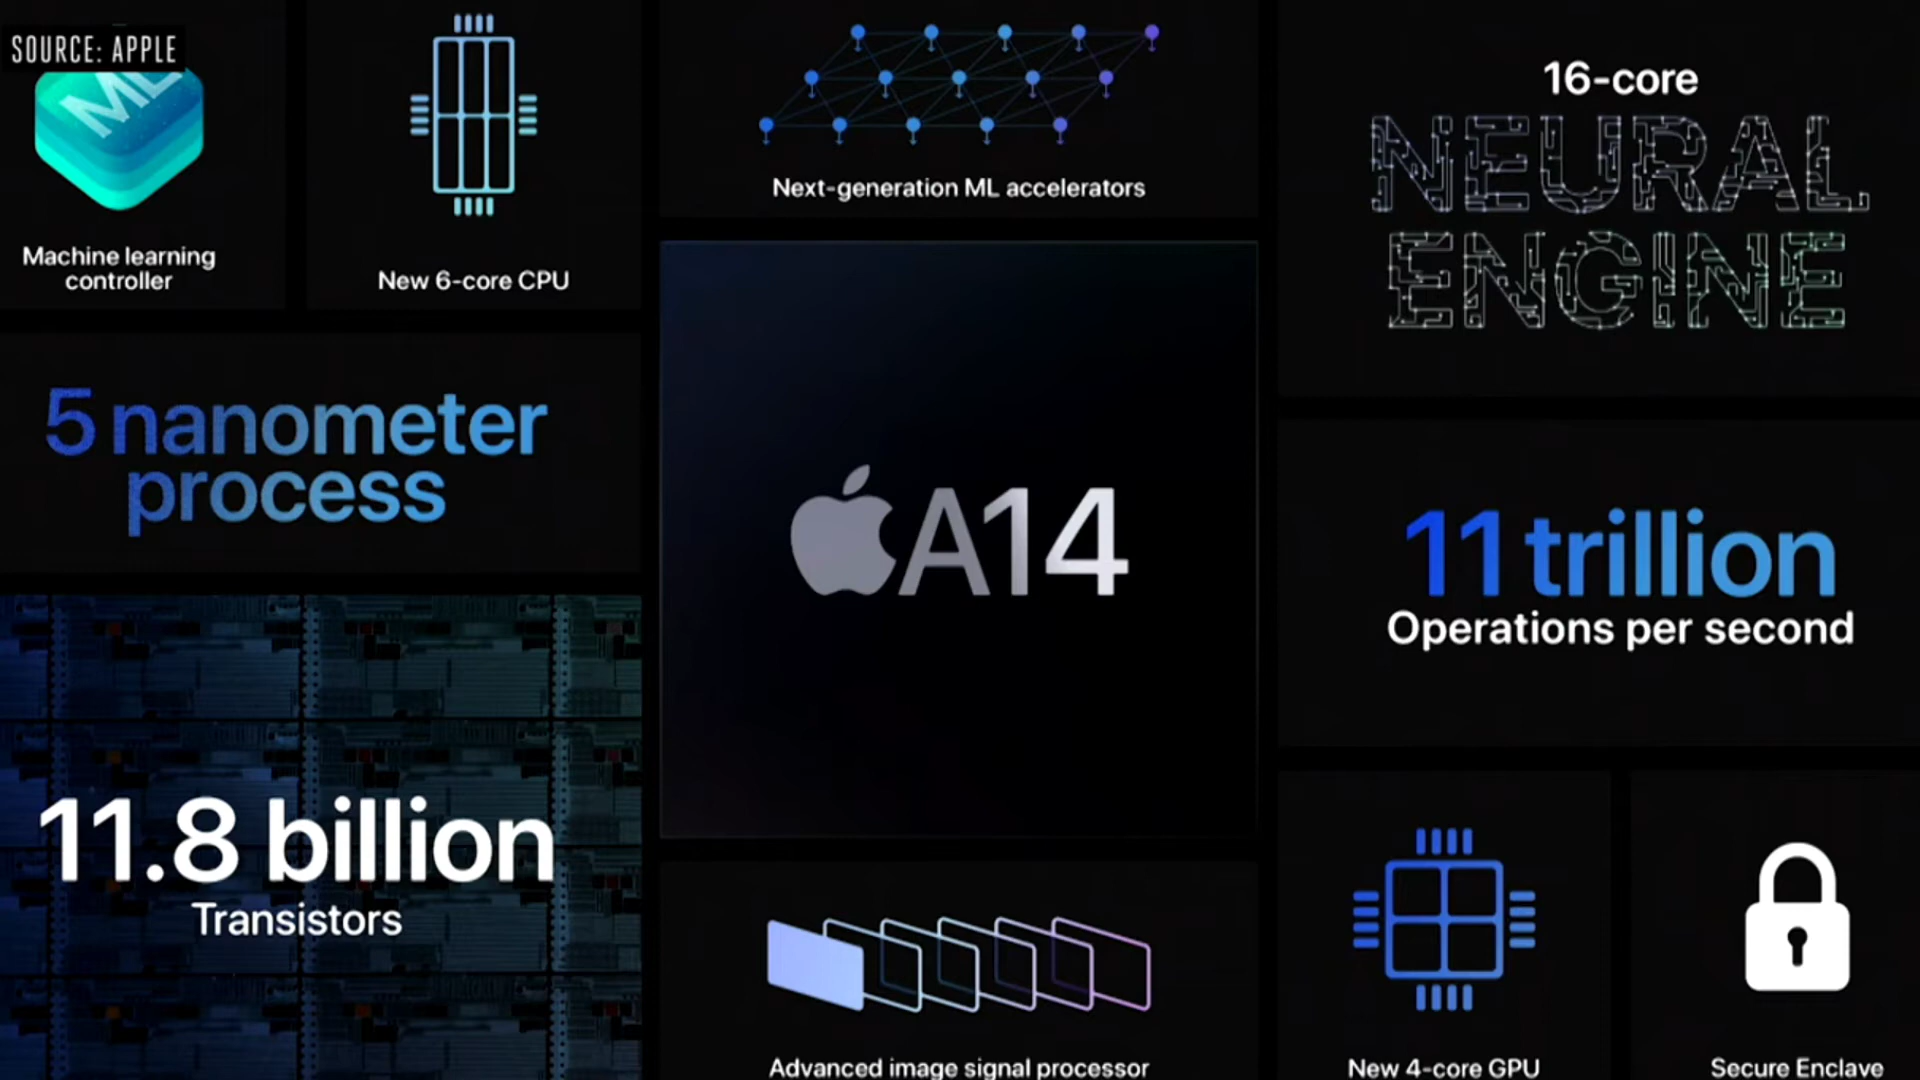 SOURCE: APPLE
ML
Machine learning
controller
New 6-core CPU
Next-generation ML accelerators
16-core
NEURAL
ENGINE
5 nanometer
process
A14
11 trillion
Operations per second
11.8 billion
Transistors
Advanced image signal processor
New 4-core GPU
Secure Enclave